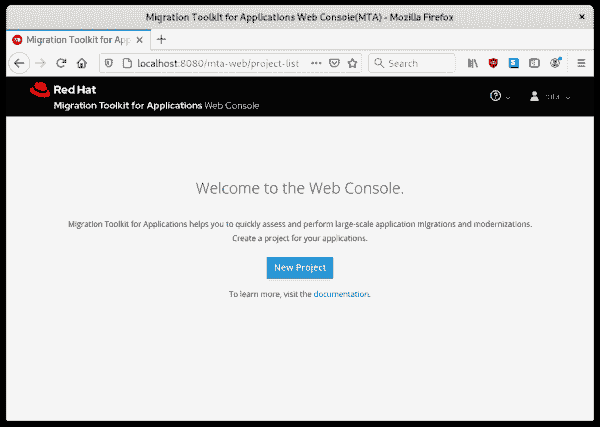 Migration Toolkit for Applications Web Console(MTA) - Mozilla Firefox
Migration Toolkit for App
localhost:8080/mta-web/project-list
Search
Red Hat
Migration Toolkit for Applications Web Console
mta
Welcome to the Web Console.
Migration Toolkit for Applications helps you to quickly assess and perform large-scale application migrations and modernizations.
Create a project for your applications.
New Project
To learn more, visit the documentation.